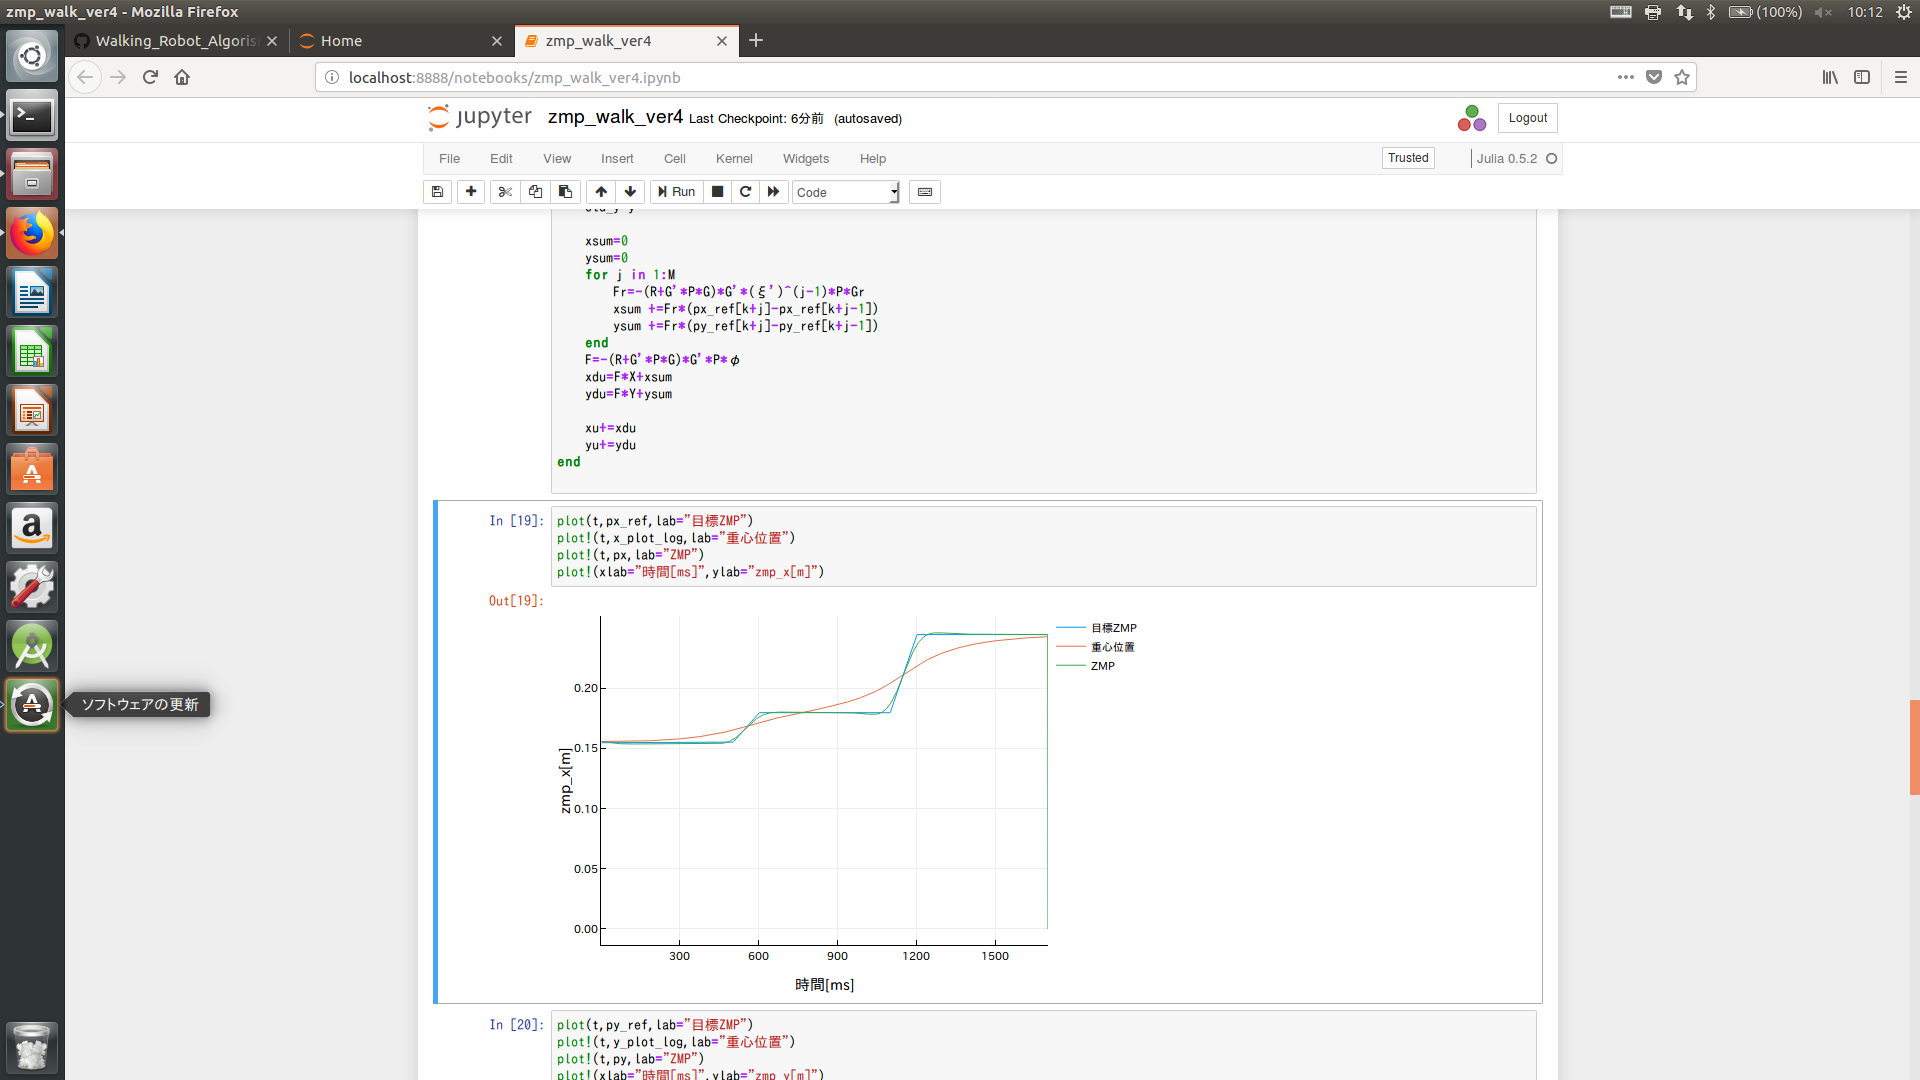 zmp_walk_ver4 - Mozilla Firefox
(100%)
10:12
Walking_Robot_Algoris
Home
zmp_walk_ver4
localhost:8888/notebooks/zmp_walk_ver4.ipynb
jupyter
zmp_walk_ver4 Last Checkpoint: 6分前 (autosaved)
Logout
File Edit View Insert Cell Kernel Widgets Help
Trusted
Julia 0.5.2
Run
Code
xsum=0
ysum=0
for j in 1:M
Fr=-(R+G'*P*G)*G'*(ξ')^(j-1)*P*Gr
xsum +=Fr*(px_ref[k+j]-px_ref[k+j-1])
ysum +=Fr*(py_ref[k+j]-py_ref[k+j-1])
end
F=-(R+G'*P*G)*G'*P*φ
xdu=F*X+xsum
ydu=F*Y+ysum
xu+=xdu
yu+=ydu
end
In [19]:
plot(t,px_ref,lab="目標ZMP")
plot!(t,x_plot_log,lab="重心位置")
plot!(t,px,lab="ZMP")
plot!(xlab="時間[ms]",ylab="zmp_x[m]")
Out[19]:
目標ZMP
重心位置
ZMP
0.20
0.15
0.10
0.05
0.00
zmp_x[m]
300 600 900 1200 1500
時間[ms]
ソフトウェアの更新
In [20]:
plot(t,py_ref,lab="目標ZMP")
plot!(t,y_plot_log,lab="重心位置")
plot!(t,py,lab="ZMP")
plot!(xlab="時間[ms]",ylab="zmp_y[m]")